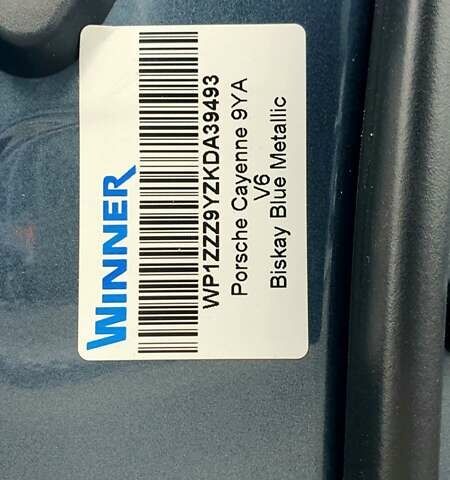 WINNER
WP1ZZZ9YZKDA39493
Porsche Cayenne 9YA
V6
Biskay Blue Metallic